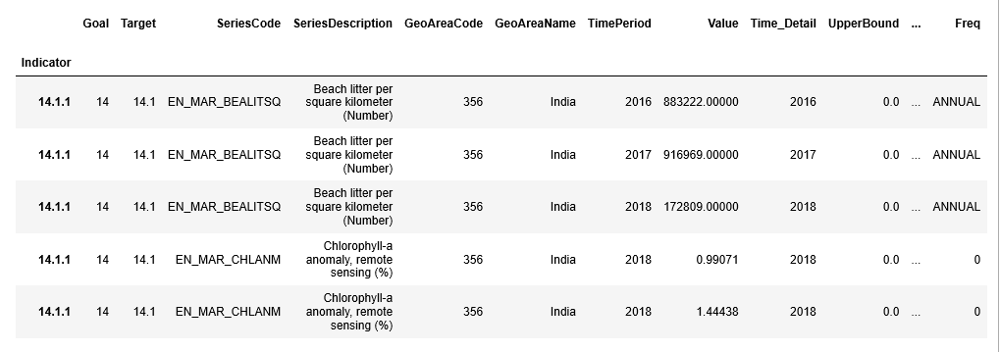 Goal Target SeriesCode SeriesDescription GeoAreaCode GeoAreaName TimePeriod Value Time_Detail UpperBound ... Freq
Indicator
Beach litter per
14.1.1 14 14.1 EN_MAR_BEALITSQ square kilometer 356 India 2016 883222.00000 2016 0.0 ... ANNUAL
(Number)
Beach litter per
14.1.1 14 14.1 EN_MAR_BEALITSQ square kilometer 356 India 2017 916969.00000 2017 0.0 ... ANNUAL
(Number)
Beach litter per
14.1.1 14 14.1 EN_MAR_BEALITSQ square kilometer 356 India 2018 172809.00000 2018 0.0 ... ANNUAL
(Number)
Chlorophyll-a
14.1.1 14 14.1 EN_MAR_CHLANM anomaly, remote 356 India 2018 0.99071 2018 0.0 ... 0
sensing (%)
Chlorophyll-a
14.1.1 14 14.1 EN_MAR_CHLANM anomaly, remote 356 India 2018 1.44438 2018 0.0 ... 0
sensing (%)